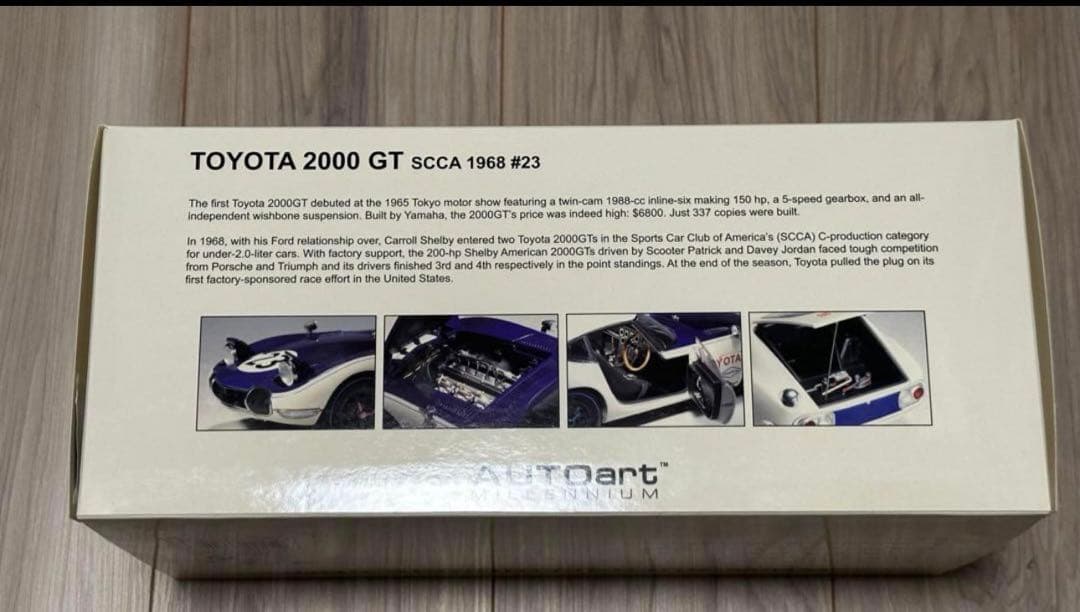 TOYOTA 2000 GT SCCA 1968 #23
The first Toyota 2000GT debuted at the 1965 Tokyo motor show featuring a twin-cam 1988-cc inline-six making 150 hp, a 5-speed gearbox, and an all-
independent wishbone suspension. Built by Yamaha, the 2000GT's price was indeed high: $6800. Just 337 copies were built.
In 1968, with his Ford relationship over, Carroll Shelby entered two Toyota 2000GTs in the Sports Car Club of America's (SCCA) C-production category
for under-2.0-liter cars. With factory support, the 200-hp Shelby American 2000GTs driven by Scooter Patrick and Davey Jordan faced tough competition
from Porsche and Triumph and its drivers finished 3rd and 4th respectively in the point standings. At the end of the season, Toyota pulled the plug on its
first factory-sponsored race effort in the United States.
23
TOYOTA
AUTOart™
MILLENNIUM